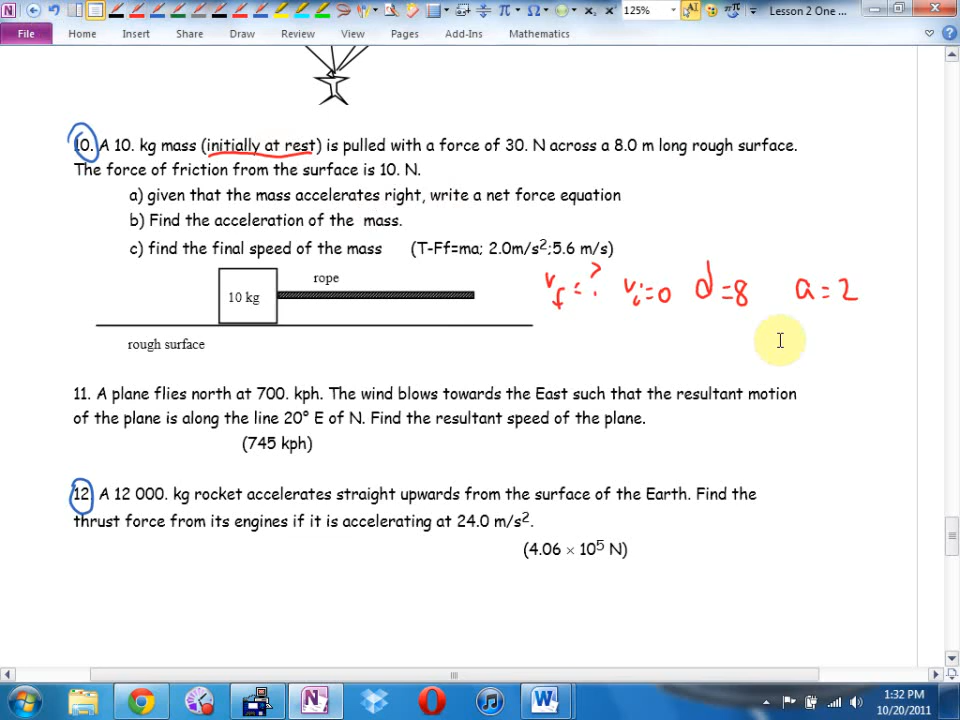 125%
Lesson 2 One ...
File Home Insert Share Draw Review View Pages Add-Ins Mathematics
10. A 10. kg mass (initially at rest) is pulled with a force of 30. N across a 8.0 m long rough surface.
The force of friction from the surface is 10. N.
a) given that the mass accelerates right, write a net force equation
b) Find the acceleration of the mass.
c) find the final speed of the mass (T-Ff=ma; 2.0m/s²;5.6 m/s)
rope
10 kg
vf = ? vi = 0 d = 8 a = 2
rough surface
11. A plane flies north at 700. kph. The wind blows towards the East such that the resultant motion
of the plane is along the line 20° E of N. Find the resultant speed of the plane.
(745 kph)
12. A 12 000. kg rocket accelerates straight upwards from the surface of the Earth. Find the
thrust force from its engines if it is accelerating at 24.0 m/s².
(4.06 × 10⁵ N)
1:32 PM
10/20/2011